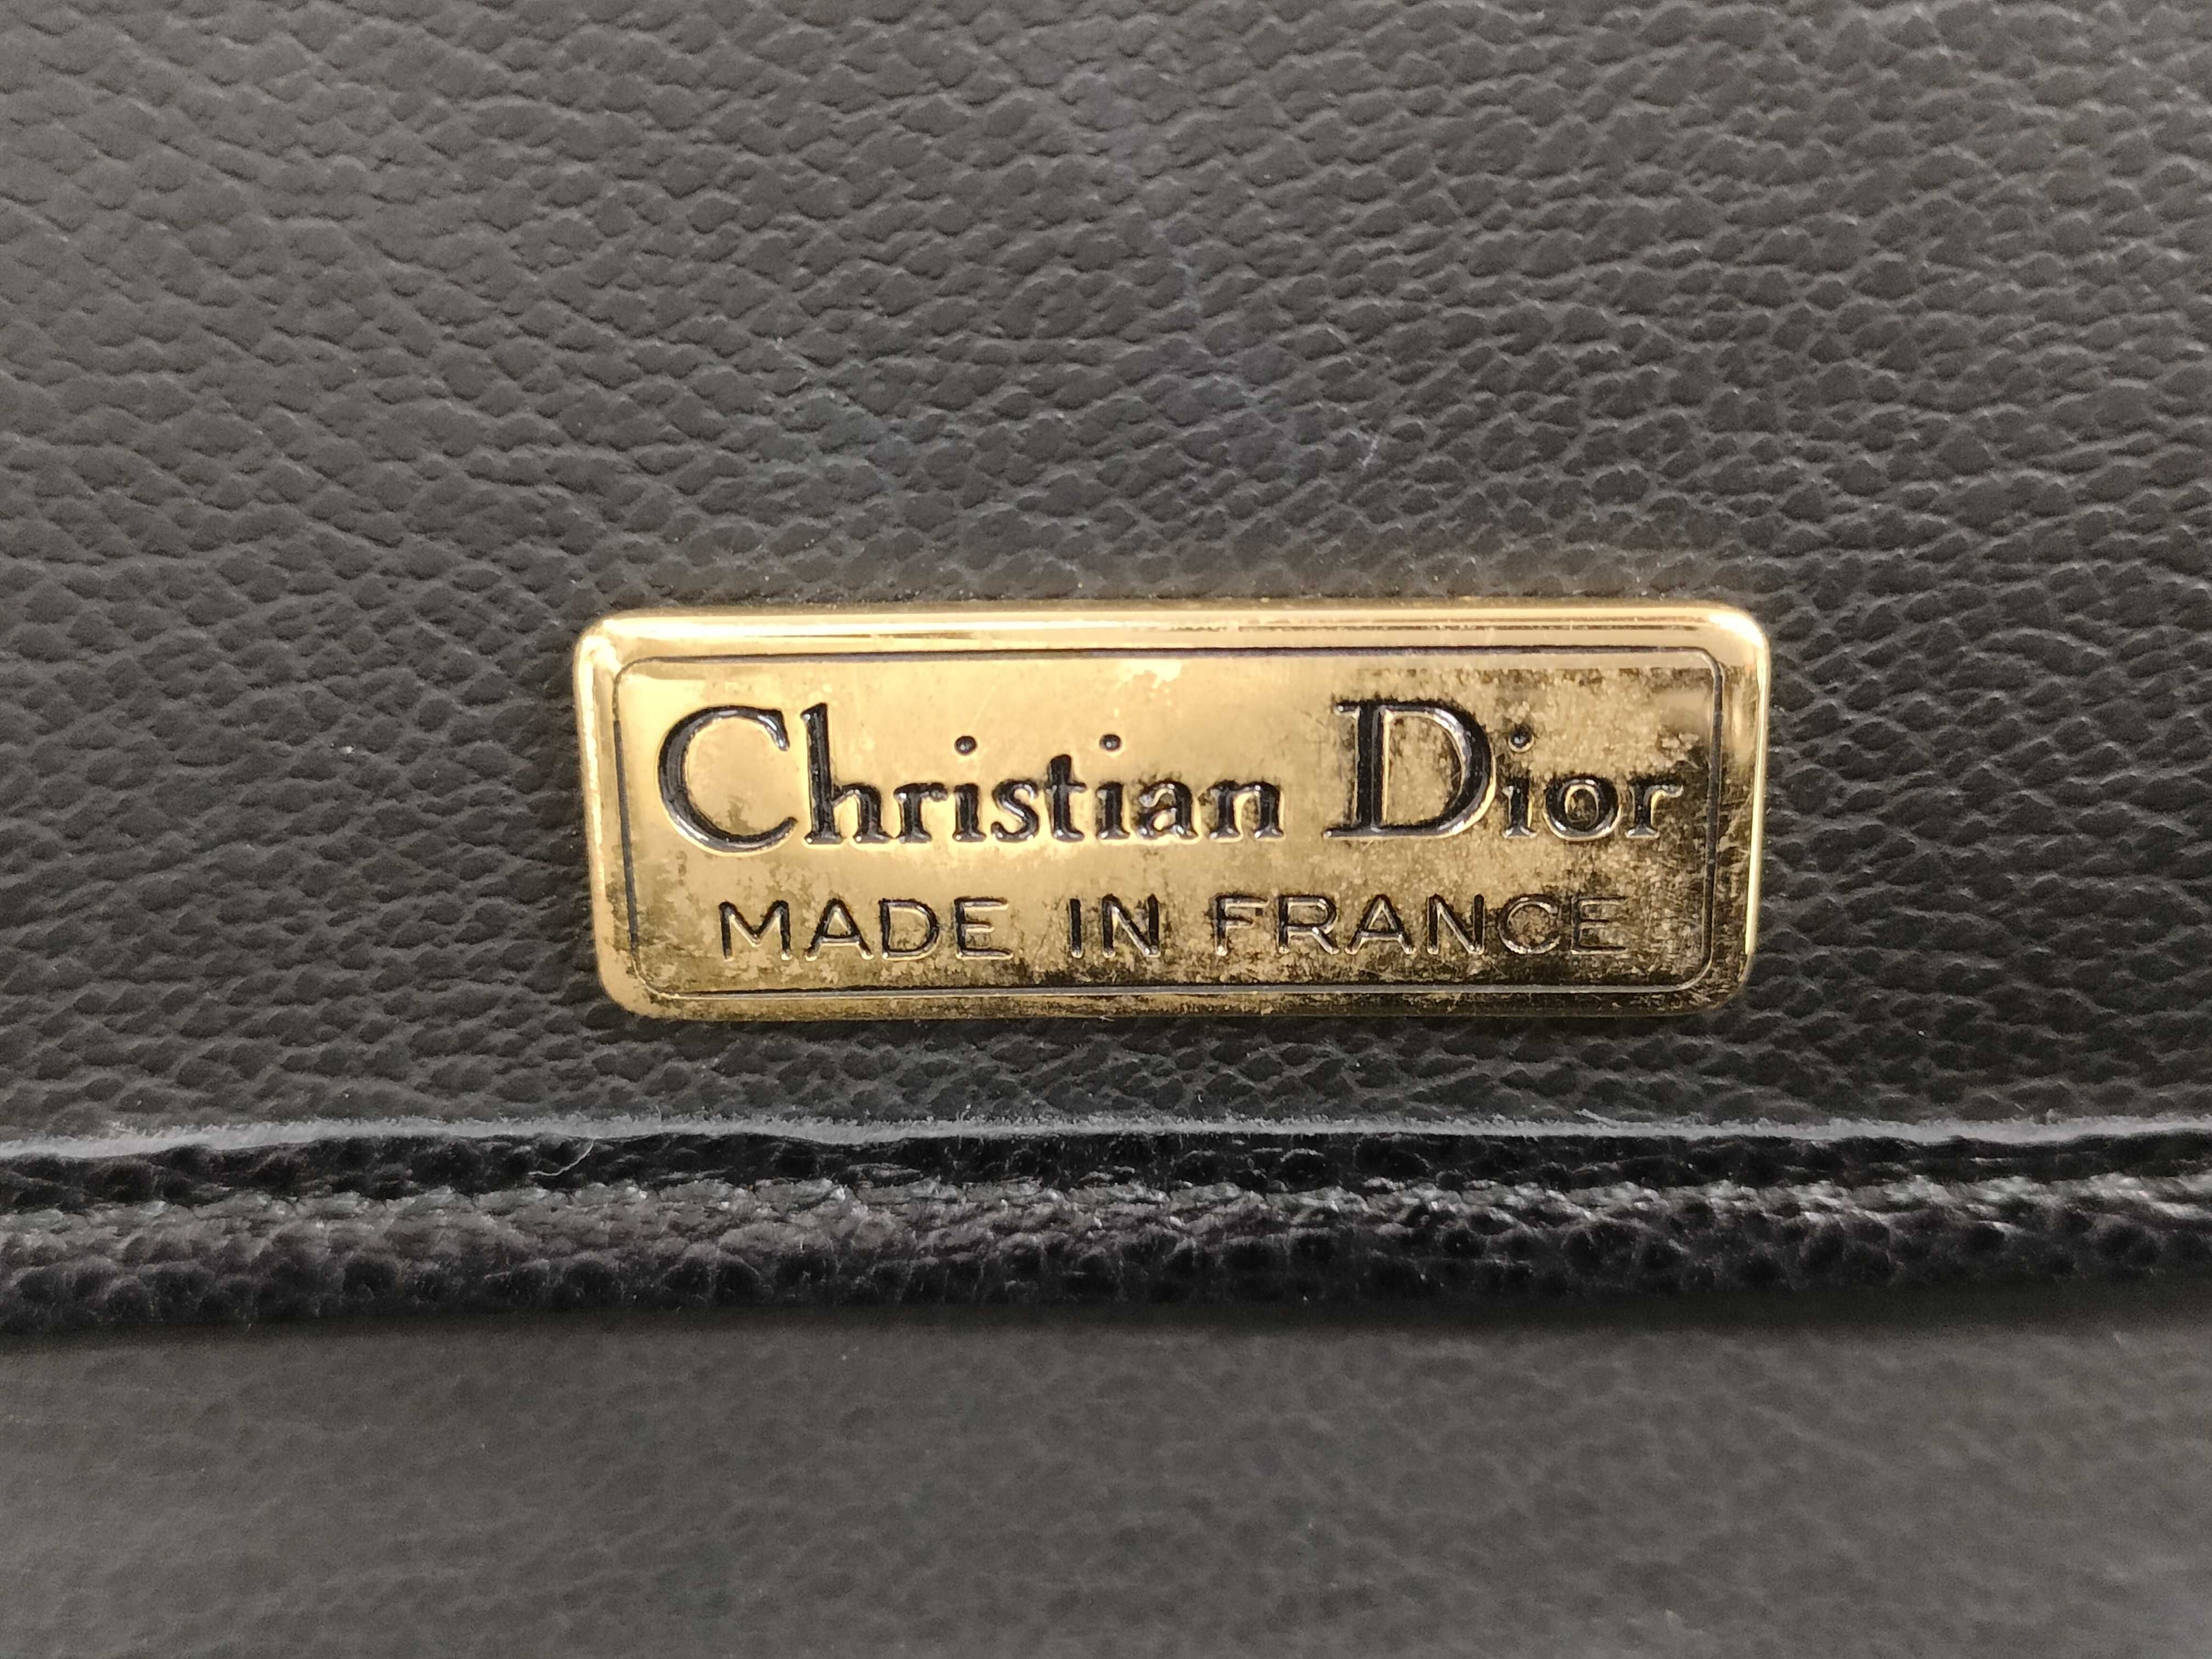 Christian Dior
MADE IN FRANCE